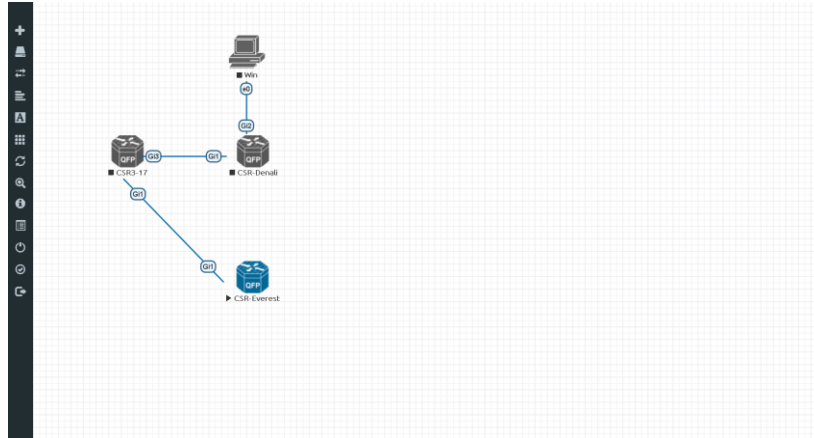 Win
e0
Gi2
QFP
Gi3
Gi1
QFP
CSR3-17
CSR-Denali
Gi1
Gi1
QFP
CSR-Everest